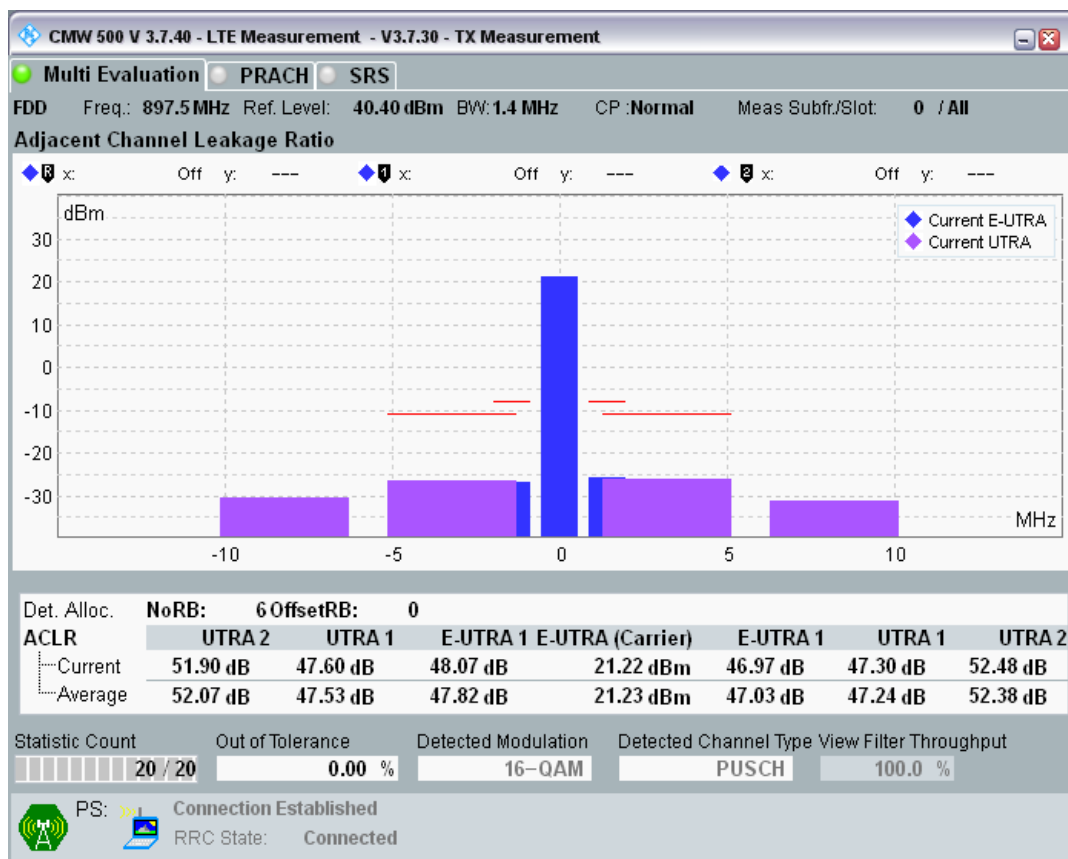 CMW 500 V 3.7.40 - LTE Measurement - V3.7.30 - TX Measurement
Multi Evaluation PRACH SRS
FDD Freq.: 897.5 MHz Ref. Level: 40.40 dBm BW: 1.4 MHz CP :Normal Meas Subfr./Slot: 0 / All
Adjacent Channel Leakage Ratio
R x: Off y: --- 1 x: Off y: --- 2 x: Off y: ---
dBm
Current E-UTRA
Current UTRA
30
20
10
0
-10
-20
-30
MHz
-10 -5 0 5 10
Det. Alloc. NoRB: 6 OffsetRB: 0
ACLR UTRA 2 UTRA 1 E-UTRA 1 E-UTRA (Carrier) E-UTRA 1 UTRA 1 UTRA 2
Current 51.90 dB 47.60 dB 48.07 dB 21.22 dBm 46.97 dB 47.30 dB 52.48 dB
Average 52.07 dB 47.53 dB 47.82 dB 21.23 dBm 47.03 dB 47.24 dB 52.38 dB
Statistic Count Out of Tolerance Detected Modulation Detected Channel Type View Filter Throughput
20 / 20 0.00 % 16-QAM PUSCH 100.0 %
PS: Connection Established
RRC State: Connected